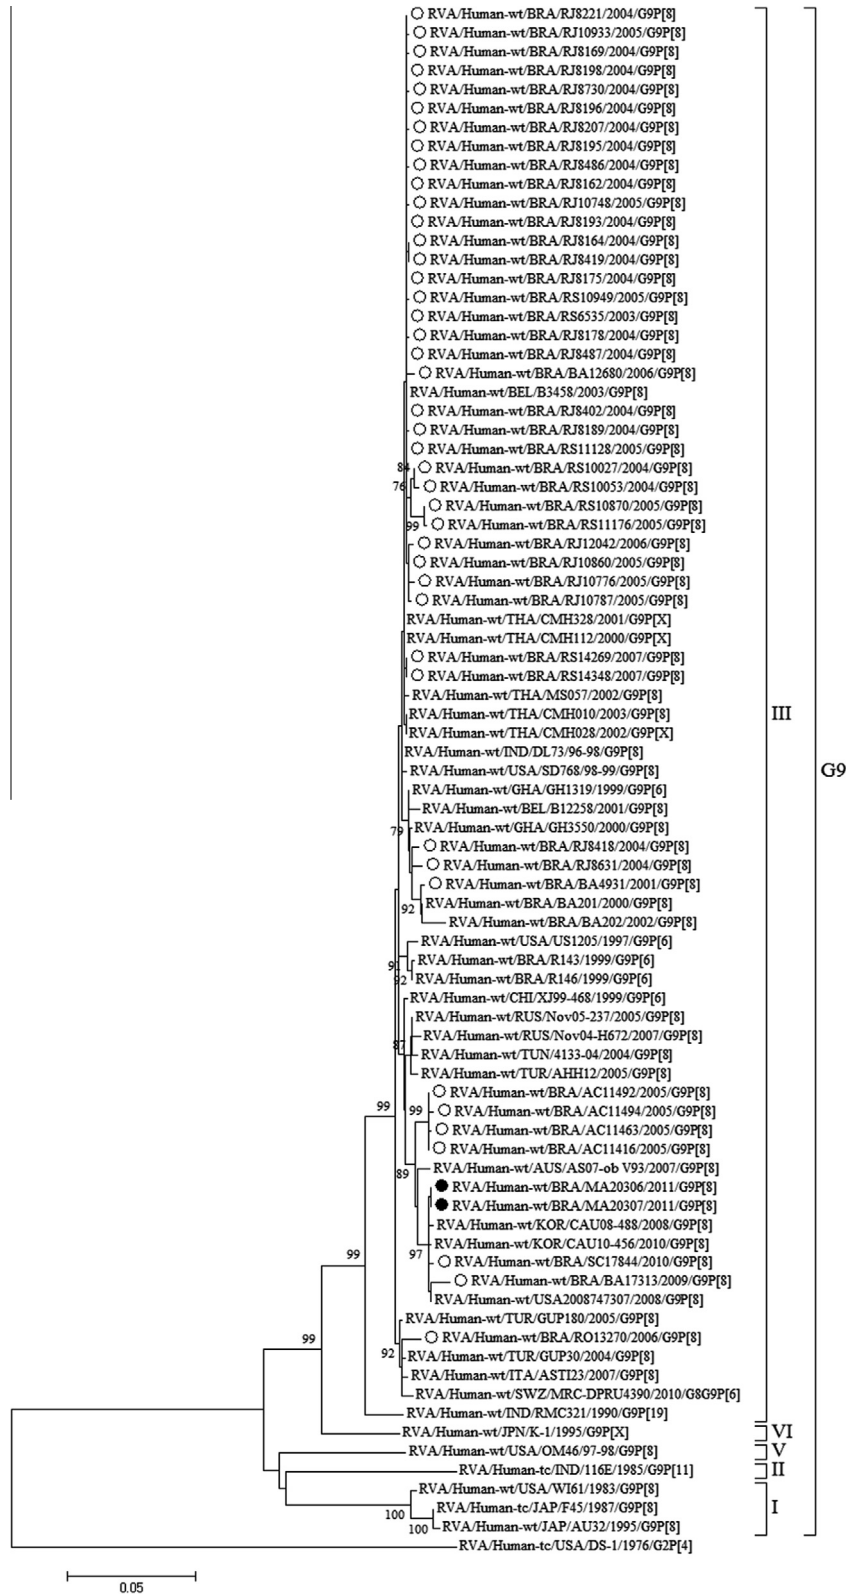 RVA/Human-wt/BRA/RJ8221/2004/G9P[8]
RVA/Human-wt/BRA/RJ10933/2005/G9P[8]
RVA/Human-wt/BRA/RJ8169/2004/G9P[8]
RVA/Human-wt/BRA/RJ8198/2004/G9P[8]
RVA/Human-wt/BRA/RJ8730/2004/G9P[8]
RVA/Human-wt/BRA/RJ8196/2004/G9P[8]
RVA/Human-wt/BRA/RJ8207/2004/G9P[8]
RVA/Human-wt/BRA/RJ8195/2004/G9P[8]
RVA/Human-wt/BRA/RJ8486/2004/G9P[8]
RVA/Human-wt/BRA/RJ8162/2004/G9P[8]
RVA/Human-wt/BRA/RJ10748/2005/G9P[8]
RVA/Human-wt/BRA/RJ8193/2004/G9P[8]
RVA/Human-wt/BRA/RJ8164/2004/G9P[8]
RVA/Human-wt/BRA/RJ8419/2004/G9P[8]
RVA/Human-wt/BRA/RJ8175/2004/G9P[8]
RVA/Human-wt/BRA/RS10949/2005/G9P[8]
RVA/Human-wt/BRA/RS6535/2003/G9P[8]
RVA/Human-wt/BRA/RJ8178/2004/G9P[8]
RVA/Human-wt/BRA/RJ8487/2004/G9P[8]
RVA/Human-wt/BRA/BA12680/2006/G9P[8]
RVA/Human-wt/BEL/B3458/2003/G9P[8]
RVA/Human-wt/BRA/RJ8402/2004/G9P[8]
RVA/Human-wt/BRA/RJ8189/2004/G9P[8]
RVA/Human-wt/BRA/RS11128/2005/G9P[8]
84 RVA/Human-wt/BRA/RS10027/2004/G9P[8]
76 RVA/Human-wt/BRA/RS10053/2004/G9P[8]
RVA/Human-wt/BRA/RS10870/2005/G9P[8]
99 RVA/Human-wt/BRA/RS11176/2005/G9P[8]
RVA/Human-wt/BRA/RJ12042/2006/G9P[8]
RVA/Human-wt/BRA/RJ10860/2005/G9P[8]
RVA/Human-wt/BRA/RJ10776/2005/G9P[8]
RVA/Human-wt/BRA/RJ10787/2005/G9P[8]
RVA/Human-wt/THA/CMH328/2001/G9P[X]
RVA/Human-wt/THA/CMH112/2000/G9P[X]
RVA/Human-wt/BRA/RS14269/2007/G9P[8]
RVA/Human-wt/BRA/RS14348/2007/G9P[8]
RVA/Human-wt/THA/MS057/2002/G9P[8]
RVA/Human-wt/THA/CMH010/2003/G9P[8] III
RVA/Human-wt/THA/CMH028/2002/G9P[X]
RVA/Human-wt/IND/DL73/96-98/G9P[8]
RVA/Human-wt/USA/SD768/98-99/G9P[8] G9
RVA/Human-wt/GHA/GH1319/1999/G9P[6]
RVA/Human-wt/BEL/B12258/2001/G9P[8]
79 RVA/Human-wt/GHA/GH3550/2000/G9P[8]
RVA/Human-wt/BRA/RJ8418/2004/G9P[8]
RVA/Human-wt/BRA/RJ8631/2004/G9P[8]
RVA/Human-wt/BRA/BA4931/2001/G9P[8]
92 RVA/Human-wt/BRA/BA201/2000/G9P[8]
RVA/Human-wt/BRA/BA202/2002/G9P[8]
RVA/Human-wt/USA/US1205/1997/G9P[6]
91 RVA/Human-wt/BRA/R143/1999/G9P[6]
92 RVA/Human-wt/BRA/R146/1999/G9P[6]
RVA/Human-wt/CHI/XJ99-468/1999/G9P[6]
RVA/Human-wt/RUS/Nov05-237/2005/G9P[8]
RVA/Human-wt/RUS/Nov04-H672/2007/G9P[8]
87 RVA/Human-wt/TUN/4133-04/2004/G9P[8]
RVA/Human-wt/TUR/AHH12/2005/G9P[8]
RVA/Human-wt/BRA/AC11492/2005/G9P[8]
99 99 RVA/Human-wt/BRA/AC11494/2005/G9P[8]
RVA/Human-wt/BRA/AC11463/2005/G9P[8]
RVA/Human-wt/BRA/AC11416/2005/G9P[8]
89 RVA/Human-wt/AUS/AS07-ob V93/2007/G9P[8]
RVA/Human-wt/BRA/MA20306/2011/G9P[8]
RVA/Human-wt/BRA/MA20307/2011/G9P[8]
RVA/Human-wt/KOR/CAU08-488/2008/G9P[8]
99 97 RVA/Human-wt/KOR/CAU10-456/2010/G9P[8]
RVA/Human-wt/BRA/SC17844/2010/G9P[8]
RVA/Human-wt/BRA/BA17313/2009/G9P[8]
RVA/Human-wt/USA2008747307/2008/G9P[8]
RVA/Human-wt/TUR/GUP180/2005/G9P[8]
99 RVA/Human-wt/BRA/RO13270/2006/G9P[8]
92 RVA/Human-wt/TUR/GUP30/2004/G9P[8]
RVA/Human-wt/ITA/ASTI23/2007/G9P[8]
RVA/Human-wt/SWZ/MRC-DPRU4390/2010/G8G9P[6]
RVA/Human-wt/IND/RMC321/1990/G9P[19]
RVA/Human-wt/JPN/K-1/1995/G9P[X] VI
RVA/Human-wt/USA/OM46/97-98/G9P[8] V
RVA/Human-tc/IND/116E/1985/G9P[11] II
RVA/Human-wt/USA/WI61/1983/G9P[8]
100 RVA/Human-tc/JAP/F45/1987/G9P[8] I
100 RVA/Human-wt/JAP/AU32/1995/G9P[8]
RVA/Human-tc/USA/DS-1/1976/G2P[4]
0.05